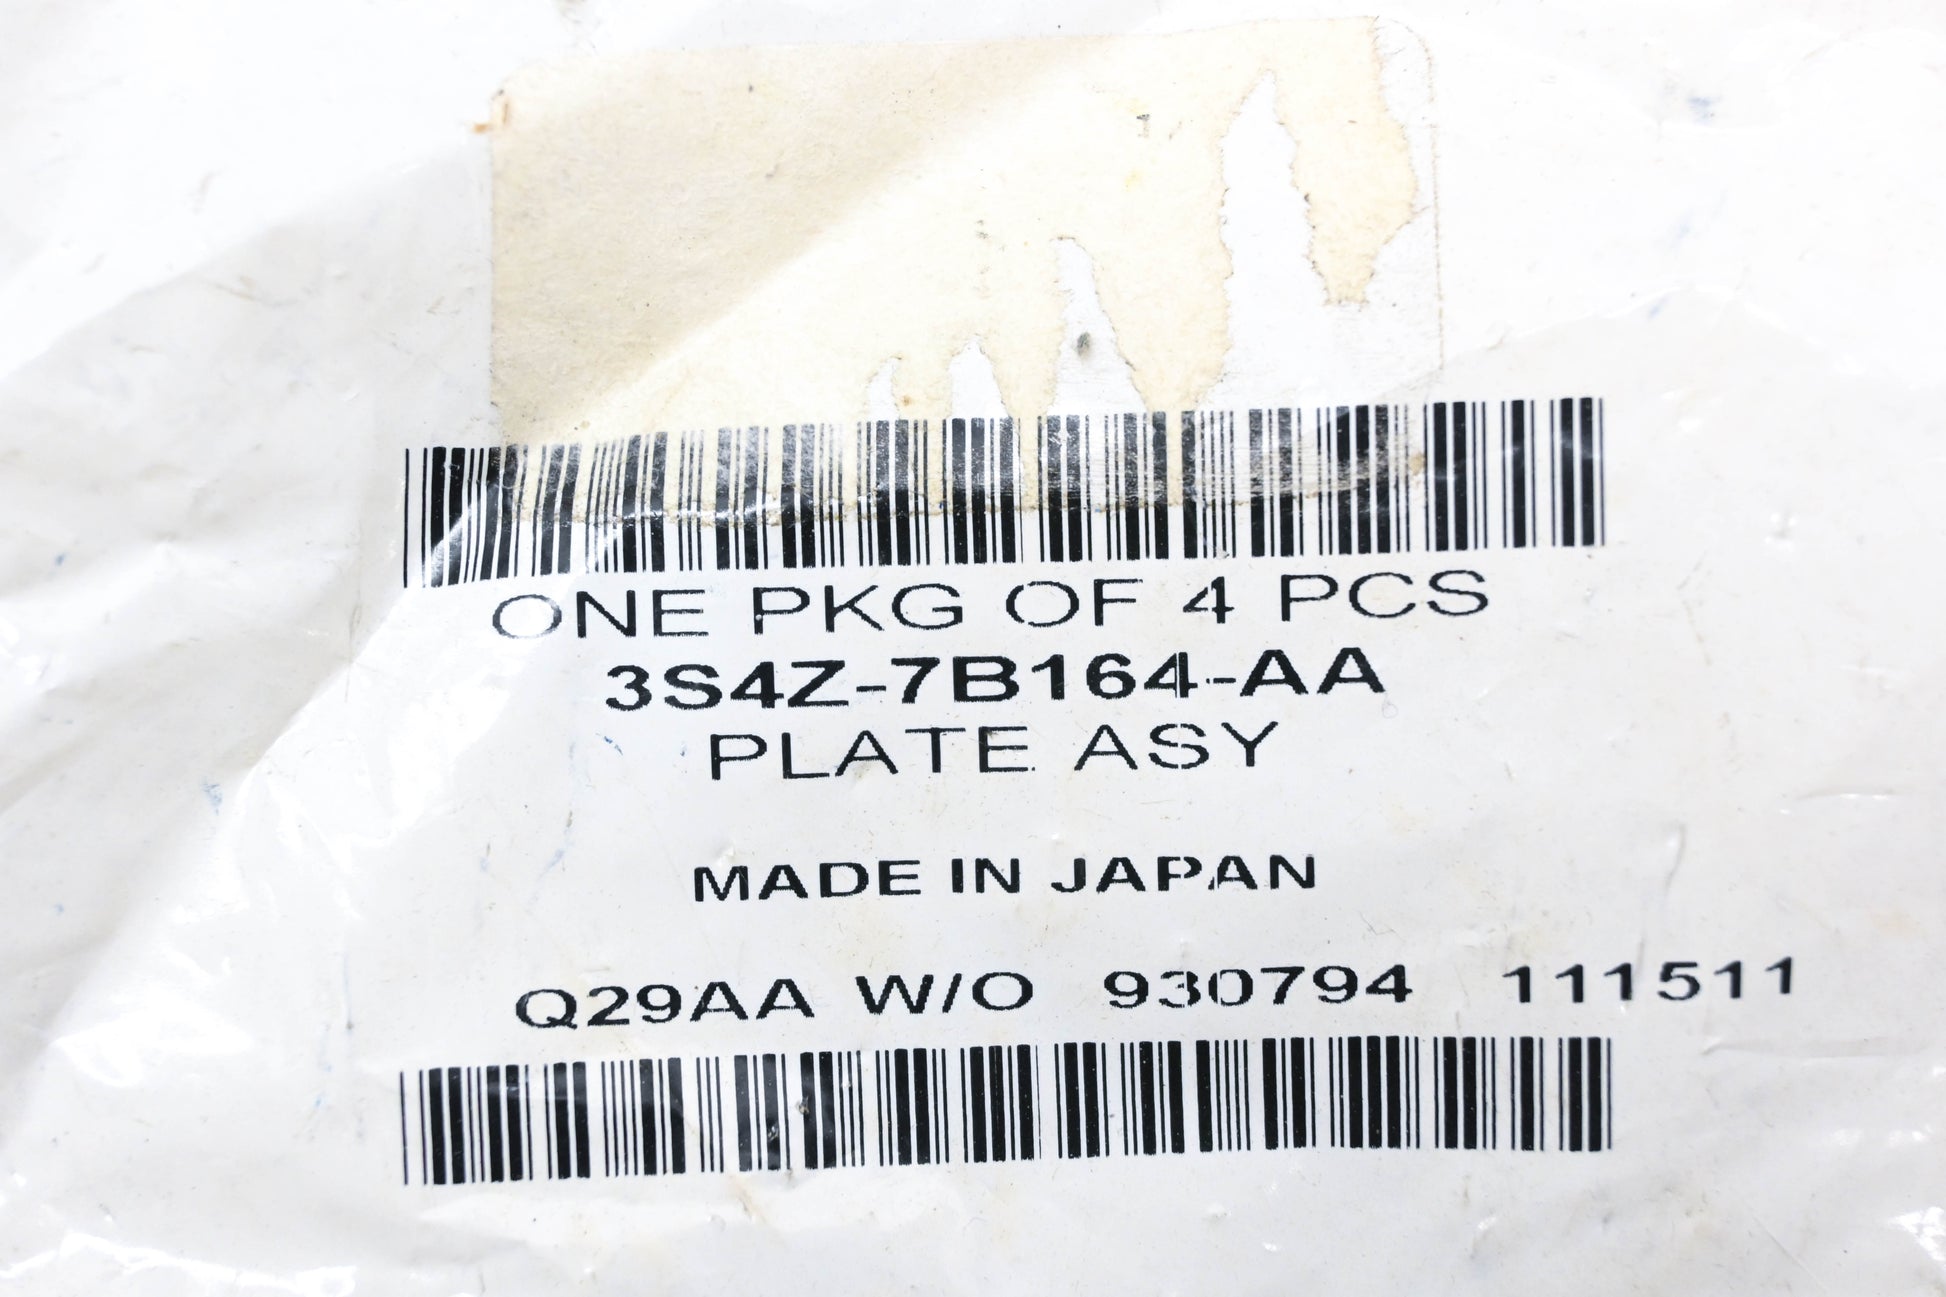 ONE PKG OF 4 PCS
3S4Z-7B164-AA
PLATE ASY
MADE IN JAPAN
Q29AA W/O 930794 111511